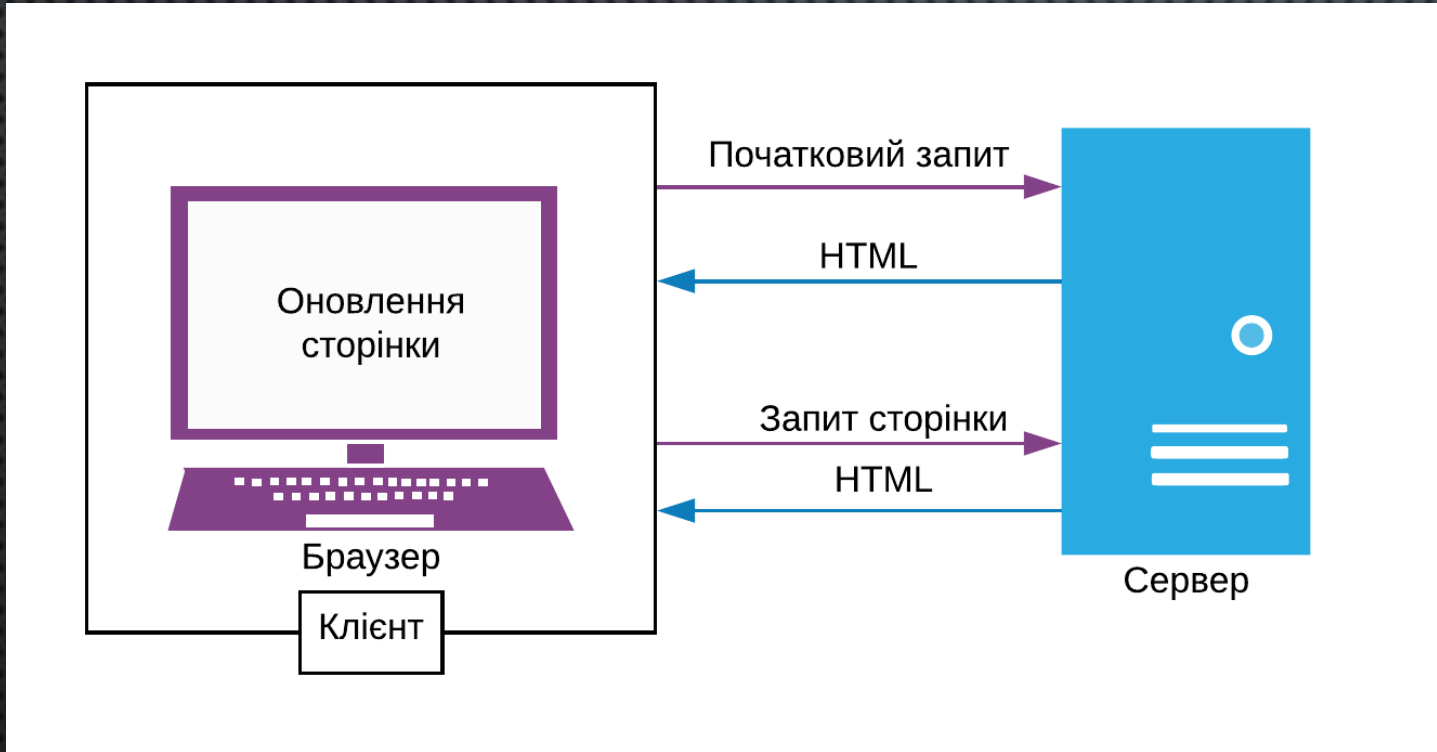 Початковий запит
HTML
Оновлення
сторінки
Запит сторінки
HTML
Браузер
Сервер
Клієнт